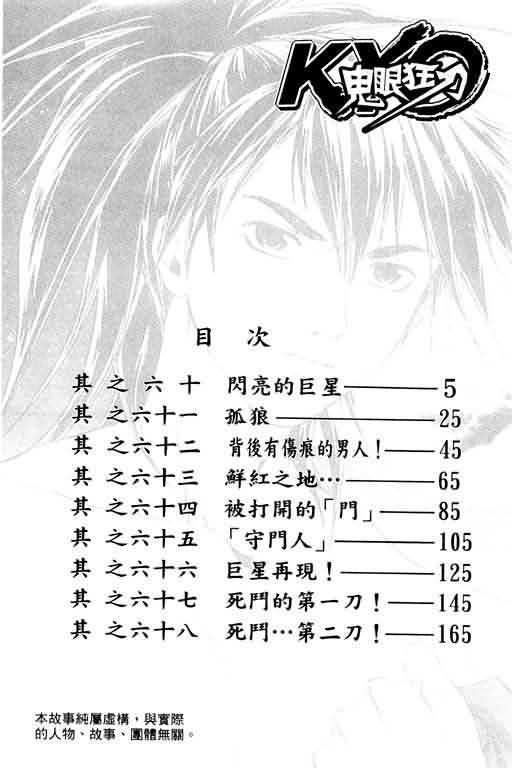 KYO
鬼眼狂刀
目 次
其之六十 閃亮的巨星——5
其之六十一 孤狼——25
其之六十二 背後有傷痕的男人!——45
其之六十三 鮮紅之地…——65
其之六十四 被打開的「門」——85
其之六十五 「守門人」——105
其之六十六 巨星再現!——125
其之六十七 死鬥的第一刀!——145
其之六十八 死鬥…第二刀!——165
本故事純屬虛構,與實際
的人物、故事、團體無關。